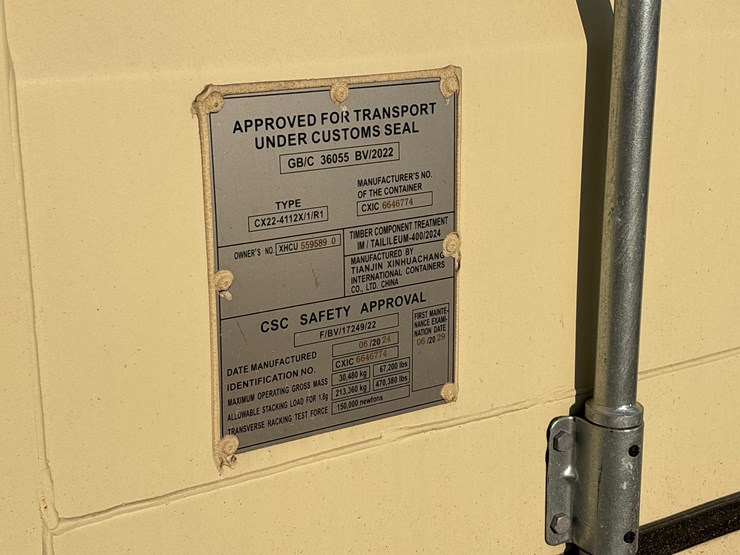 APPROVED FOR TRANSPORT
UNDER CUSTOMS SEAL
GB/C 36055 BV/2022
TYPE
CX22-4112X/1/R1
MANUFACTURER'S NO.
OF THE CONTAINER
CXIC 6646774
OWNER'S NO. XHCU 559589 0
TIMBER COMPONENT TREATMENT
IM / TAILILEUM-400/2024
MANUFACTURED BY
TIANJIN XINHUACHANG
INTERNATIONAL CONTAINERS
CO., LTD. CHINA
CSC SAFETY APPROVAL
F/BV/17249/22
DATE MANUFACTURED 06/20 24
IDENTIFICATION NO. CXIC 6646774
MAXIMUM OPERATING GROSS MASS 30,480 kg 67,200 lbs
ALLOWABLE STACKING LOAD FOR 1.8g 213,360 kg 470,380 lbs
TRANSVERSE RACKING TEST FORCE 150,000 newtons
FIRST MAINTE-
NANCE EXAMI-
NATION DATE
06 /20 29